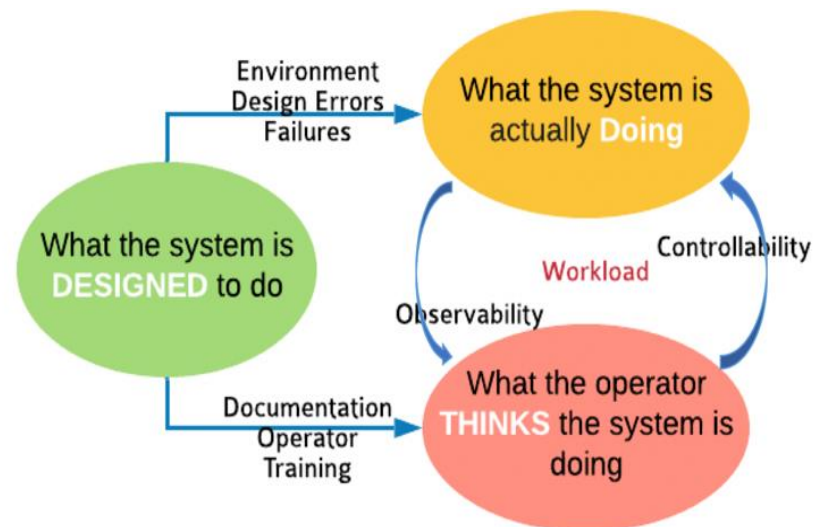 Environment
Design Errors
Failures
What the system is
actually Doing
What the system is
DESIGNED to do
Controllability
Workload
Observability
Documentation
Operator
Training
What the operator
THINKS the system is
doing